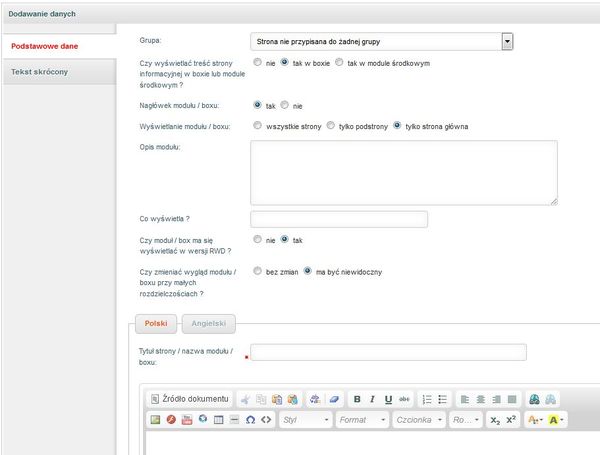 Dodawanie danych
Podstawowe dane
Tekst skrócony
Grupa:
Strona nie przypisana do żadnej grupy
Czy wyświetlać treść strony
informacyjnej w boxie lub module
środkowym ?
nie tak w boxie tak w module środkowym
Nagłówek modułu / boxu:
tak nie
Wyświetlanie modułu / boxu:
wszystkie strony tylko podstrony tylko strona główna
Opis modułu:
Co wyświetla ?
Czy moduł / box ma się
wyświetlać w wersji RWD ?
nie tak
Czy zmieniać wygląd modułu /
boxu przy małych
rozdzielczościach ?
bez zmian ma być niewidoczny
Polski Angielski
Tytuł strony / nazwa modułu /
boxu:
Źródło dokumentu B I U abc
Styl Format Czcionka Ro... X2 X2 A A